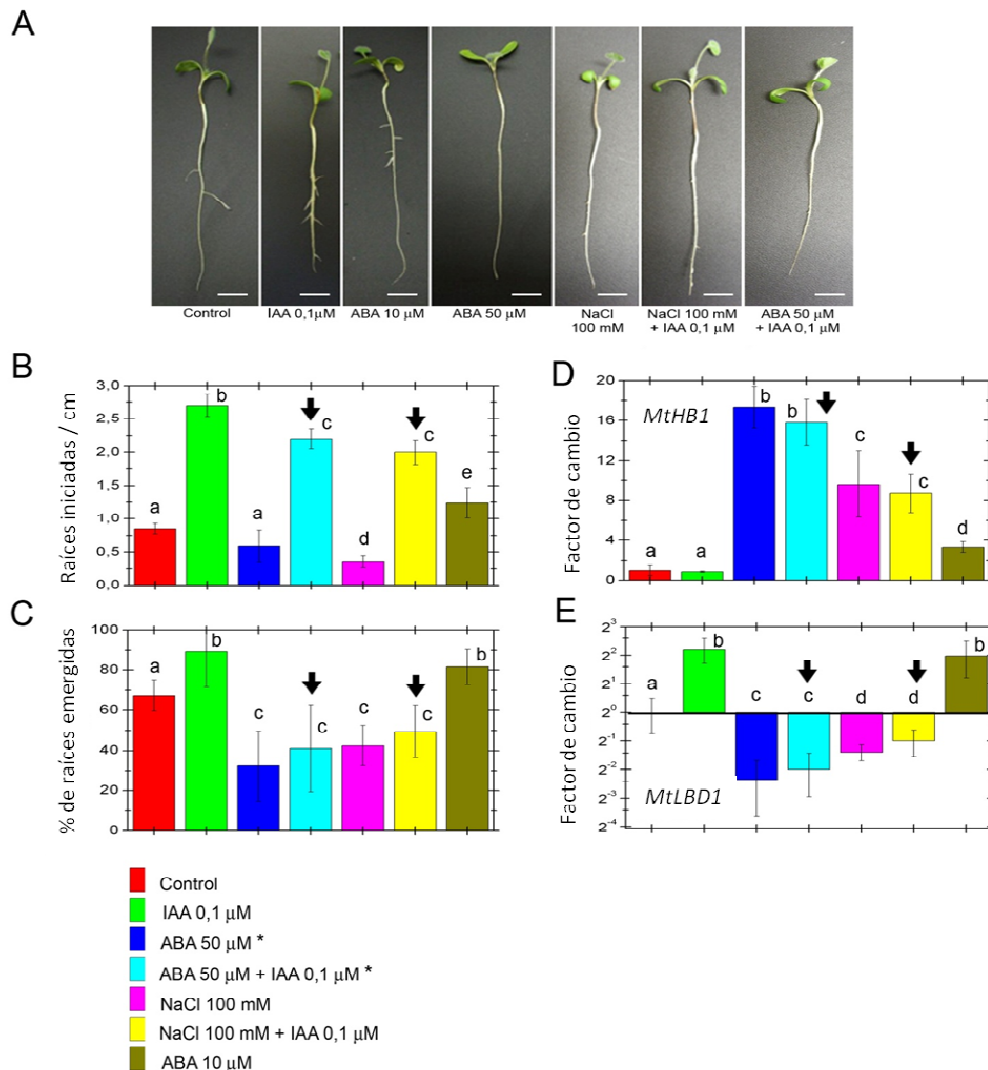 A
Control
IAA 0,1μM
ABA 10 μM
ABA 50 μM
NaCl
100 mM
NaCl 100 mM
+ IAA 0,1 μM
ABA 50 μM
+ IAA 0,1 μM
B
Raíces iniciadas / cm
3,0
2,5
2,0
1,5
1,0
0,5
0,0
a
b
a
c
d
c
e
D
Factor de cambio
20
16
12
8
4
0
MtHB1
a
a
b
b
c
c
d
C
% de raíces emergidas
100
80
60
40
20
0
a
b
c
c
c
c
b
E
Factor de cambio
2³
2²
2¹
2⁰
2⁻¹
2⁻²
2⁻³
2⁻⁴
a
b
c
c
d
d
b
MtLBD1
Control
IAA 0,1 μM
ABA 50 μM *
ABA 50 μM + IAA 0,1 μM *
NaCl 100 mM
NaCl 100 mM + IAA 0,1 μM
ABA 10 μM